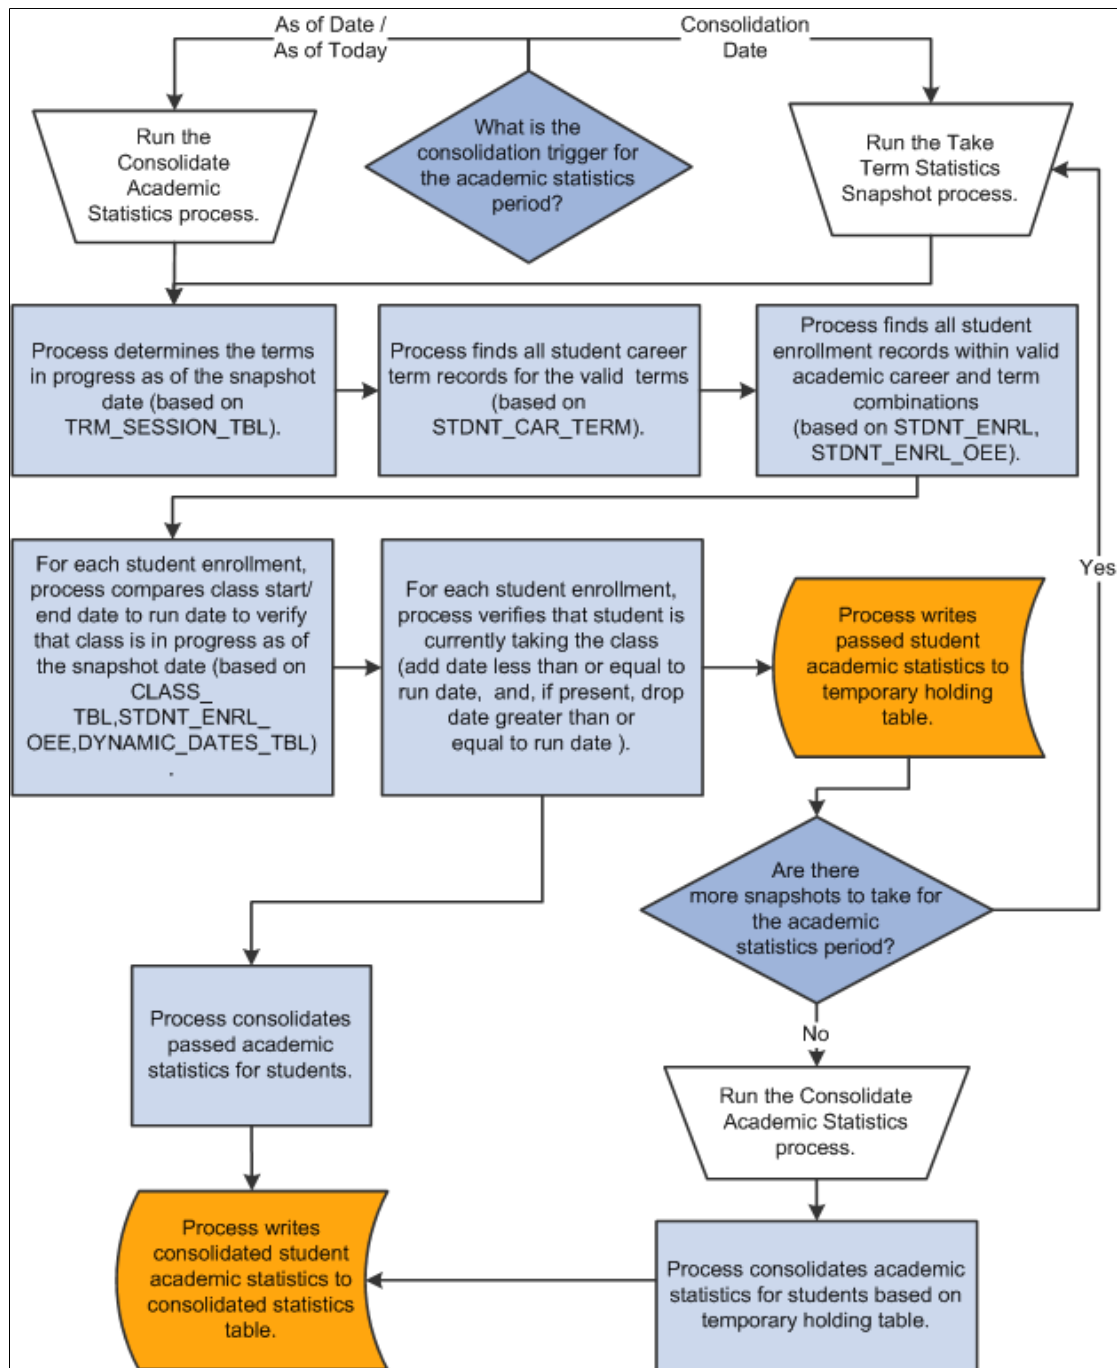 As of Date /
As of Today
Consolidation
Date
Run the
Consolidate
Academic
Statistics process.
What is the
consolidation trigger for
the academic statistics
period?
Run the Take
Term Statistics
Snapshot process.
Process determines the terms
in progress as of the snapshot
date (based on
TRM_SESSION_TBL).
Process finds all student career
term records for the valid terms
(based on
STDNT_CAR_TERM).
Process finds all student
enrollment records within valid
academic career and term
combinations
(based on STDNT_ENRL,
STDNT_ENRL_OEE).
For each student enrollment,
process compares class start/
end date to run date to verify
that class is in progress as of
the snapshot date (based on
CLASS_
TBL,STDNT_ENRL_
OEE,DYNAMIC_DATES_TBL)
.
For each student enrollment,
process verifies that student is
currently taking the class
(add date less than or equal to
run date, and, if present, drop
date greater than or
equal to run date ).
Process writes
passed student
academic statistics to
temporary holding
table.
Yes
Are there
more snapshots to take for
the academic
statistics period?
No
Process consolidates
passed academic
statistics for students.
Run the Consolidate
Academic Statistics
process.
Process writes
consolidated student
academic statistics to
consolidated statistics
table.
Process consolidates academic
statistics for students based on
temporary holding table.